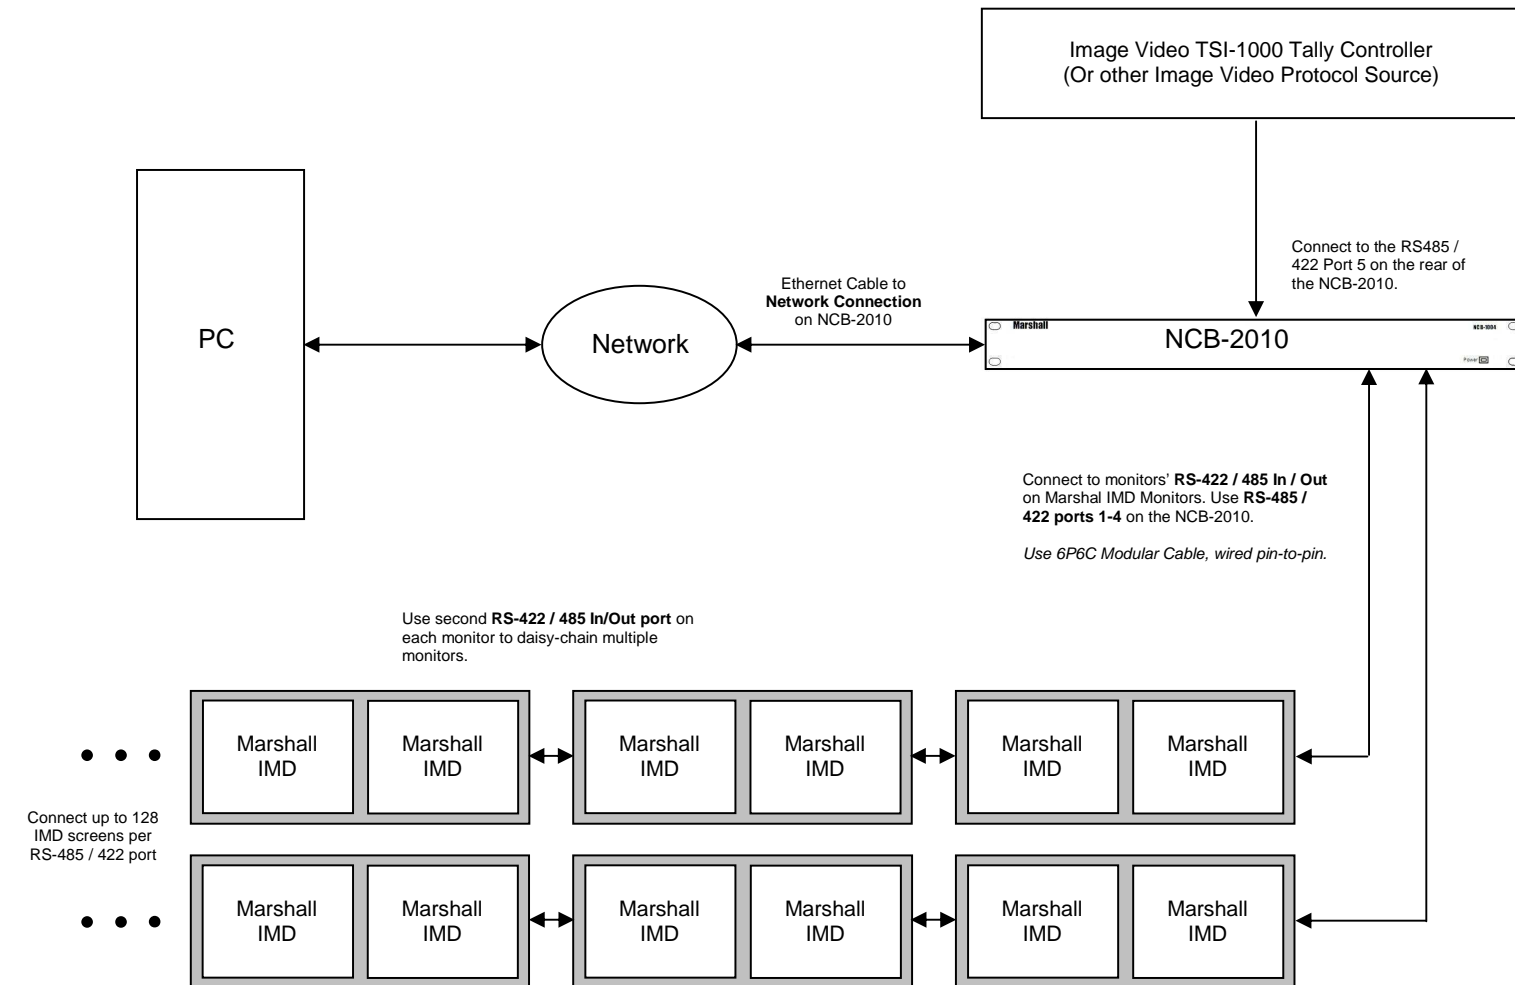 Image Video TSI-1000 Tally Controller
(Or other Image Video Protocol Source)
Connect to the RS485 /
422 Port 5 on the rear of
the NCB-2010.
Ethernet Cable to
Network Connection
on NCB-2010
PC
Network
Marshall
NCB-2010
NCB-1004
Power
Connect to monitors' RS-422 / 485 In / Out
on Marshal IMD Monitors. Use RS-485 /
422 ports 1-4 on the NCB-2010.
Use 6P6C Modular Cable, wired pin-to-pin.
Use second RS-422 / 485 In/Out port on
each monitor to daisy-chain multiple
monitors.
Marshall
IMD
Marshall
IMD
Marshall
IMD
Marshall
IMD
Marshall
IMD
Marshall
IMD
Connect up to 128
IMD screens per
RS-485 / 422 port
Marshall
IMD
Marshall
IMD
Marshall
IMD
Marshall
IMD
Marshall
IMD
Marshall
IMD